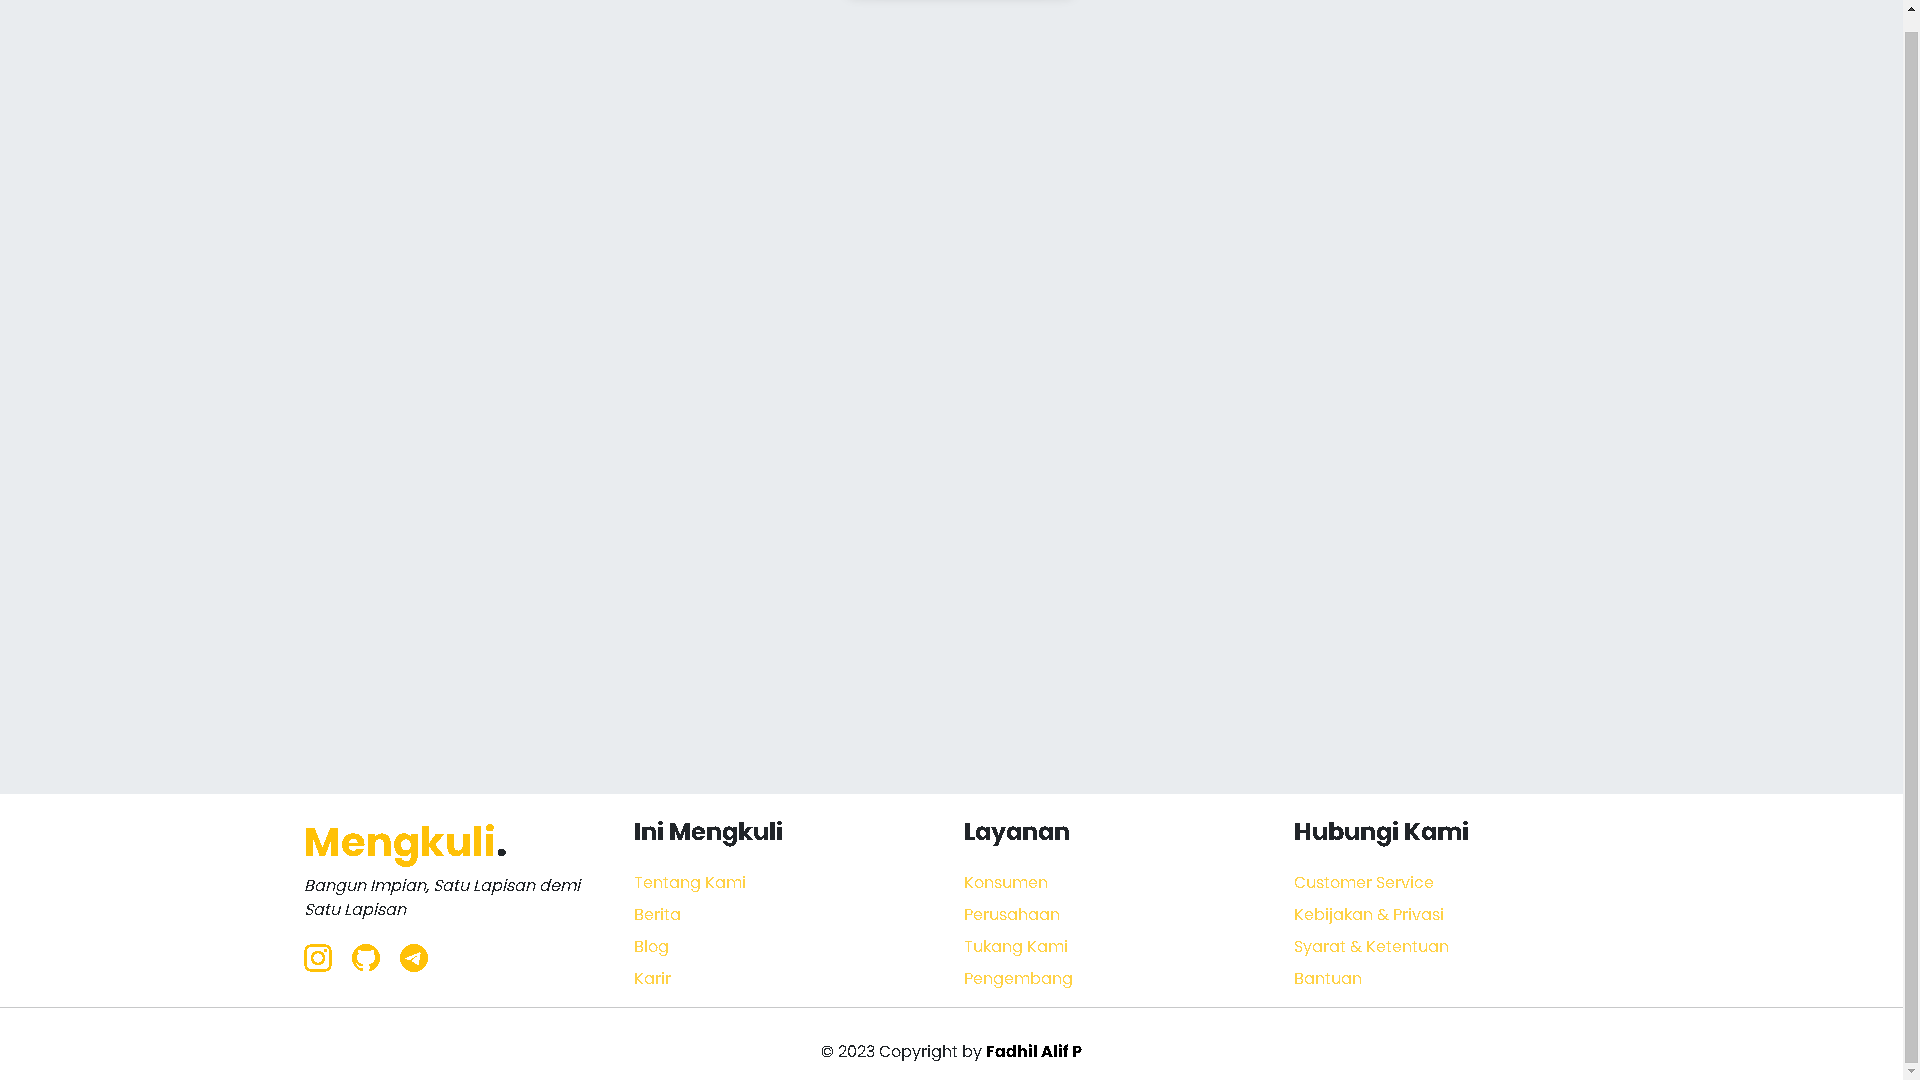 Mengkuli.
Bangun Impian, Satu Lapisan demi
Satu Lapisan
Ini Mengkuli
Tentang Kami
Berita
Blog
Karir
Layanan
Konsumen
Perusahaan
Tukang Kami
Pengembang
Hubungi Kami
Customer Service
Kebijakan & Privasi
Syarat & Ketentuan
Bantuan
© 2023 Copyright by Fadhil Alif P